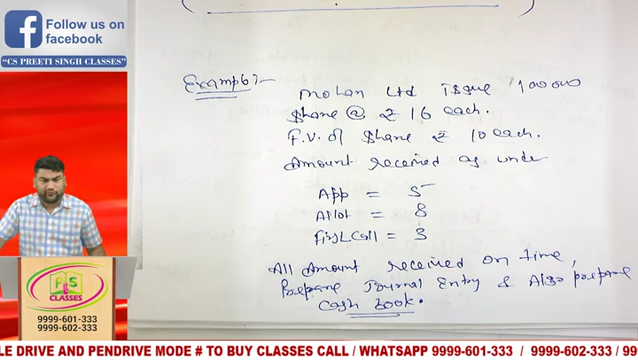 Follow us on
facebook
"CS PREETI SINGH CLASSES"
Example:-
Mohan Ltd issue 100000
Share @ ₹ 16 each.
F.V. of Share ₹ 10 each.
Amount received as under
App = 5
Allot = 8
First Call = 3
All Amount received on time,
Prepare Journal Entry & Also prepare
Cash book.
PS
CLASSES
9999-601-333
9999-602-333
LE DRIVE AND PENDRIVE MODE # TO BUY CLASSES CALL / WHATSAPP 9999-601-333 / 9999-602-333 / 99